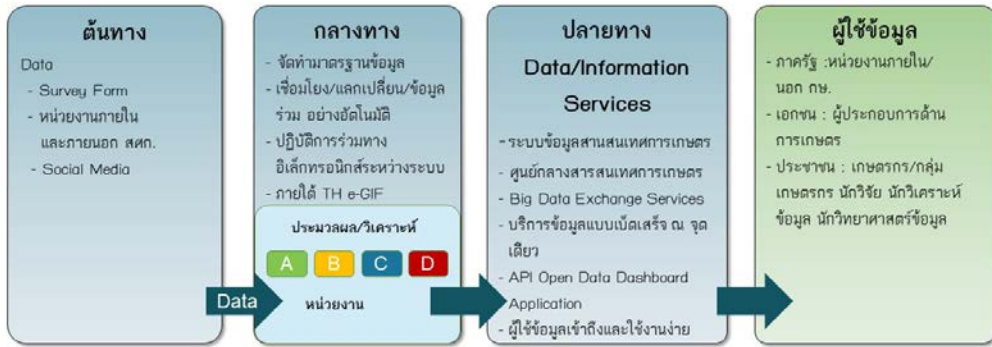 ต้นทาง
Data
- Survey Form
- หน่วยงานภายใน
และภายนอก สศก.
- Social Media
Data
กลางทาง
- จัดทำมาตรฐานข้อมูล
- เชื่อมโยง/แลกเปลี่ยน/ข้อมูล
ร่วม อย่างอัตโนมัติ
- ปฏิบัติการร่วมทาง
อิเล็กทรอนิกส์ระหว่างระบบ
- ภายใต้ TH e-GIF
ประมวลผล/วิเคราะห์
A B C D
หน่วยงาน
ปลายทาง
Data/Information
Services
- ระบบข้อมูลสานสนเทศการเกษตร
- ศูนย์กลางสารสนเทศการเกษตร
- Big Data Exchange Services
- บริการข้อมูลแบบเบ็ดเสร็จ ณ จุด
เดียว
- API Open Data Dashboard
Application
- ผู้ใช้ข้อมูลเข้าถึงและใช้งานง่าย
ผู้ใช้ข้อมูล
- ภาครัฐ :หน่วยงานภายใน/
นอก กษ.
- เอกชน : ผู้ประกอบการด้าน
การเกษตร
- ประชาชน : เกษตรกร/กลุ่ม
เกษตรกร นักวิจัย นักวิเคราะห์
ข้อมูล นักวิทยาศาสตร์ข้อมูล